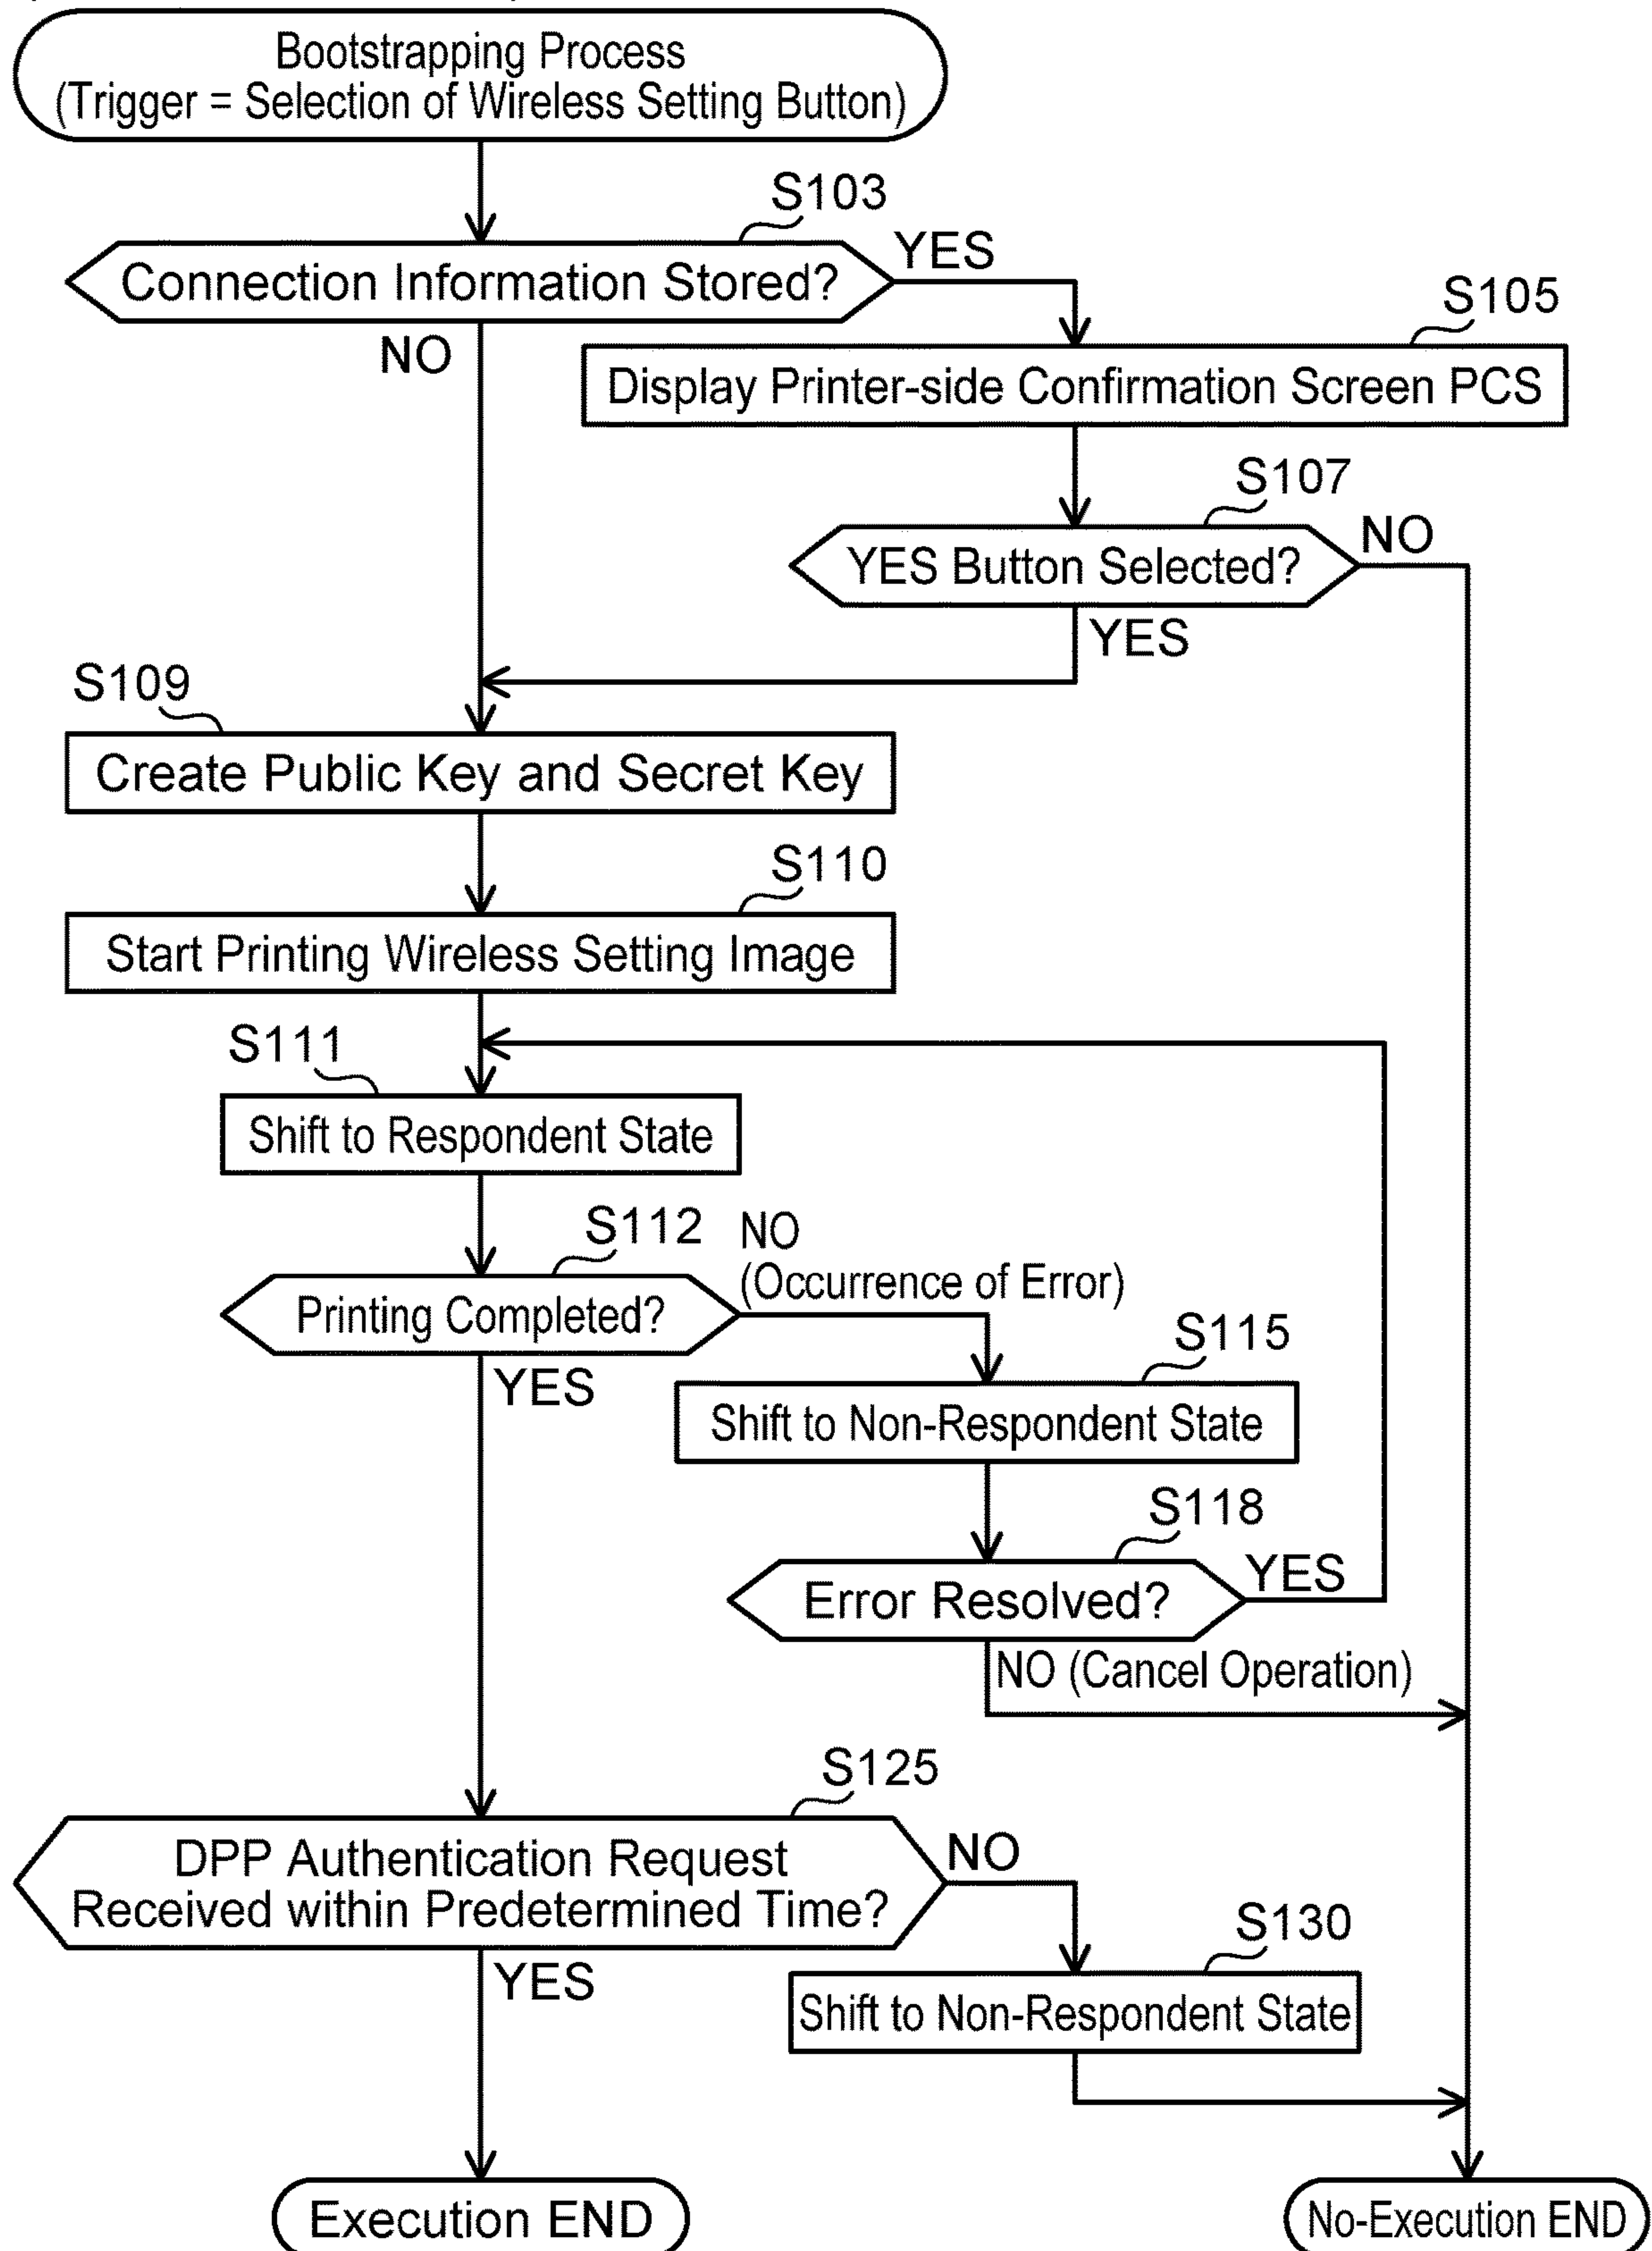 Bootstrapping Process
(Trigger = Selection of Wireless Setting Button)
S103
Connection Information Stored?
YES
NO
S105
Display Printer-side Confirmation Screen PCS
S107
YES Button Selected?
NO
YES
S109
Create Public Key and Secret Key
S110
Start Printing Wireless Setting Image
S111
Shift to Respondent State
S112
Printing Completed?
NO
(Occurrence of Error)
YES
S115
Shift to Non-Respondent State
S118
Error Resolved?
YES
NO (Cancel Operation)
S125
DPP Authentication Request
Received within Predetermined Time?
NO
YES
S130
Shift to Non-Respondent State
Execution END
No-Execution END